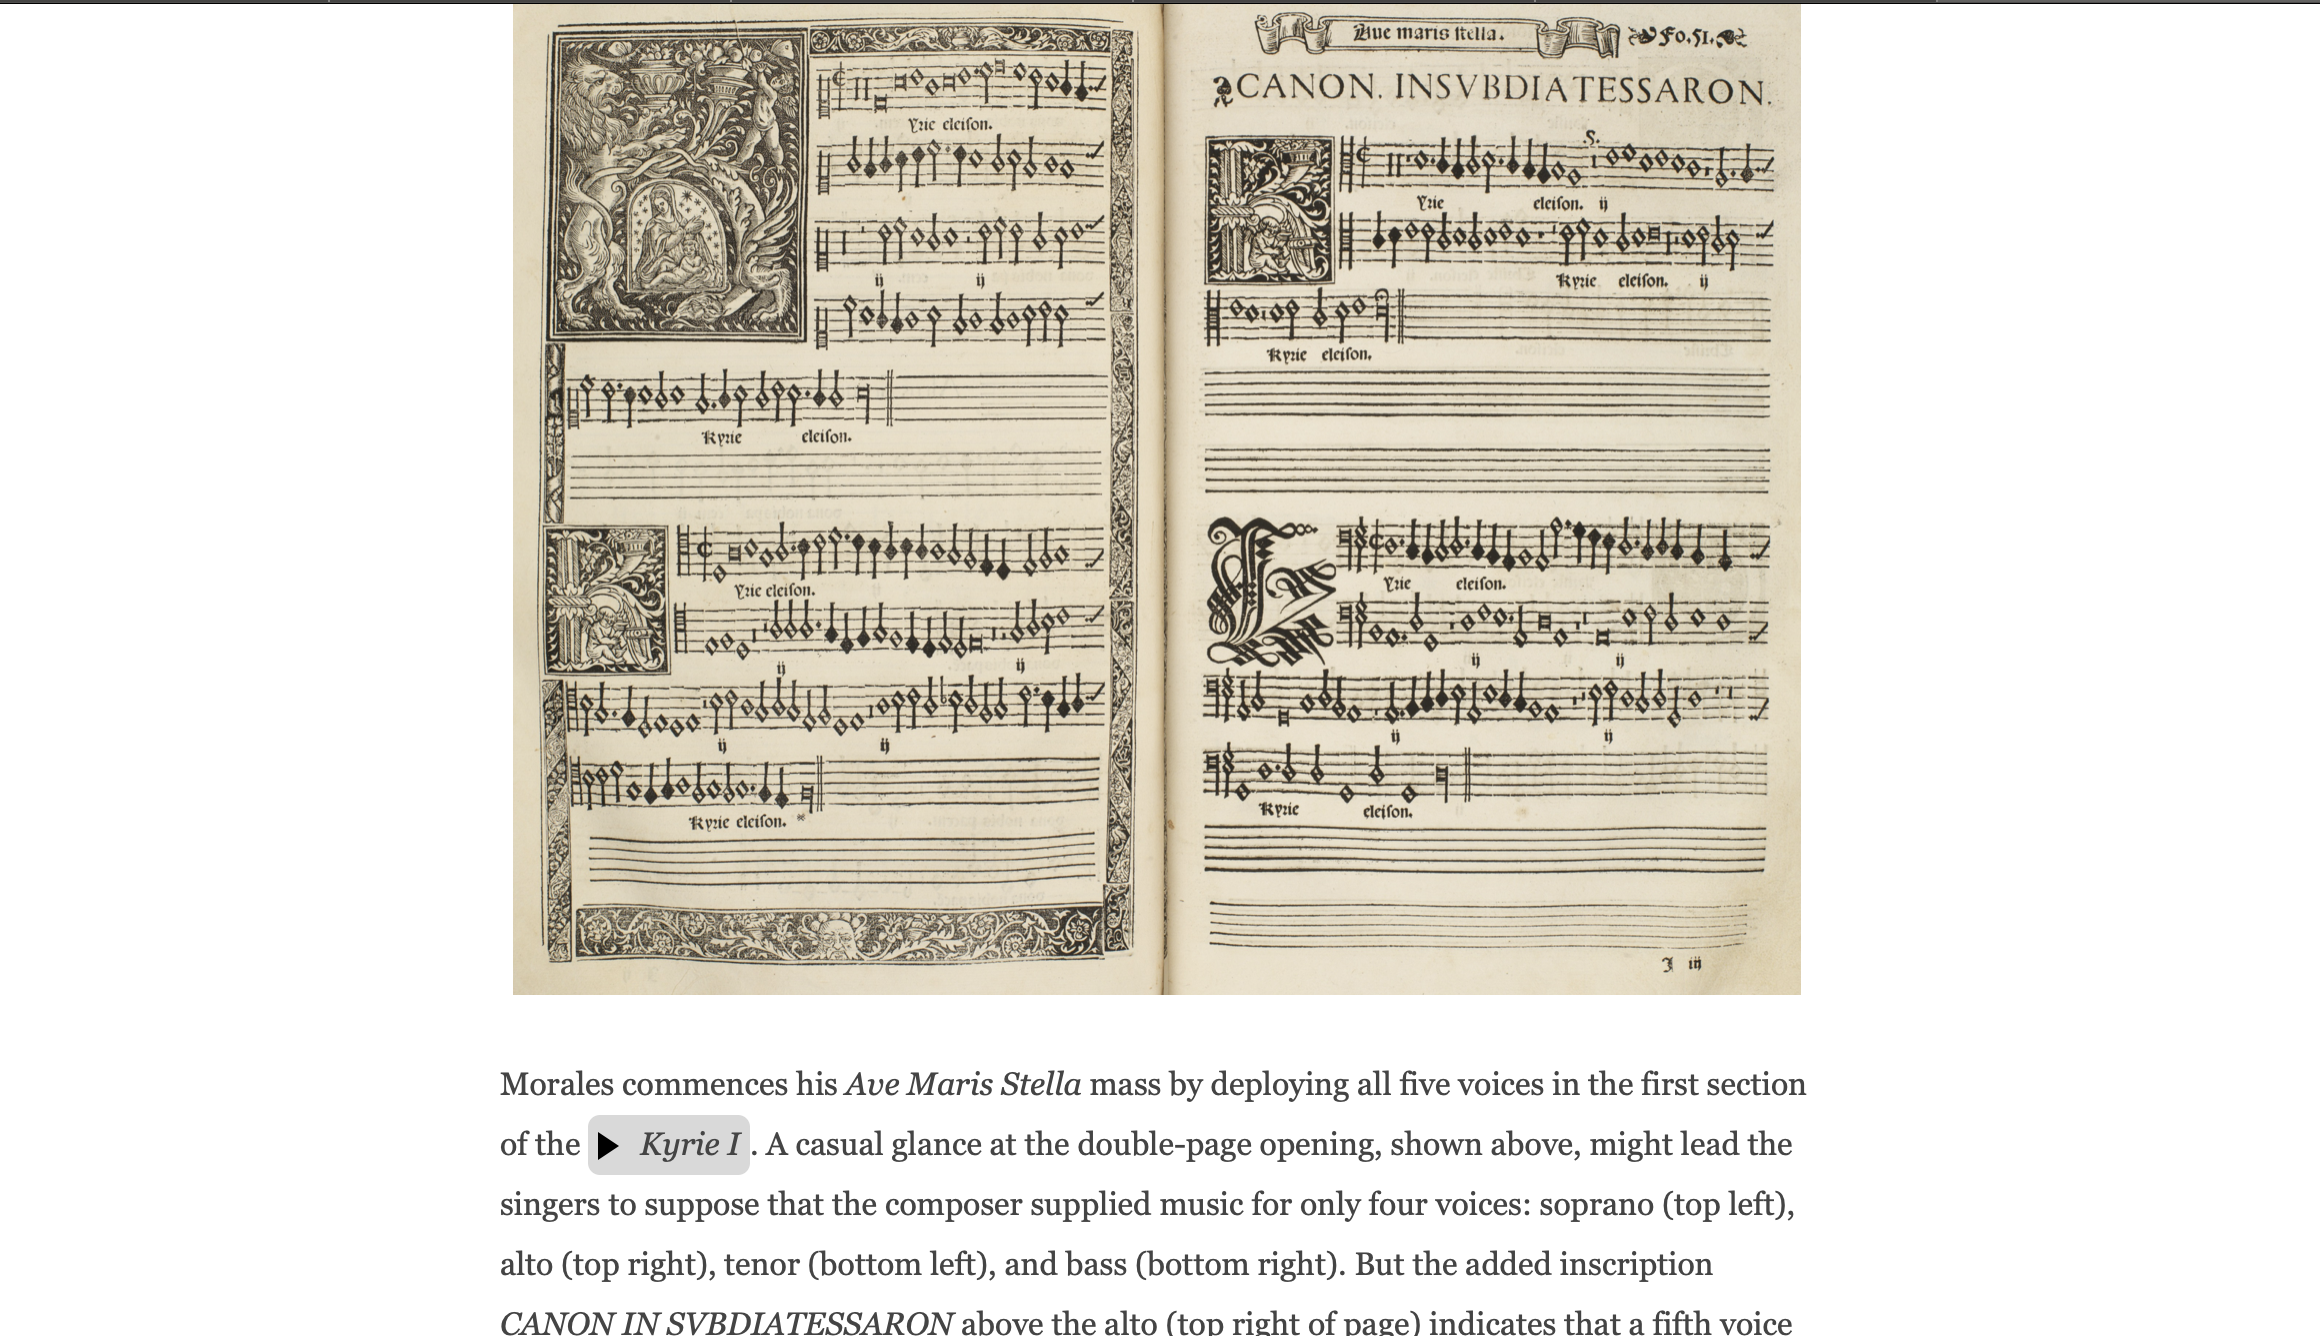 Yrie eleiſon.
ij ij
Kyrie eleiſon.
Yrie eleiſon.
ij ij
ij ij
Kyrie eleiſon. *
Aue maris ſtella. Fo.51.
CANON. INSVBDIATESSARON.
.S.
Yrie eleiſon. ij
Kyrie eleiſon. ij
Kyrie eleiſon.
Yrie eleiſon.
ij ij
ij ij
Kyrie eleiſon.
J iij
Morales commences his Ave Maris Stella mass by deploying all five voices in the first section
of the Kyrie I . A casual glance at the double-page opening, shown above, might lead the
singers to suppose that the composer supplied music for only four voices: soprano (top left),
alto (top right), tenor (bottom left), and bass (bottom right). But the added inscription
CANON IN SVBDIATESSARON above the alto (top right of page) indicates that a fifth voice